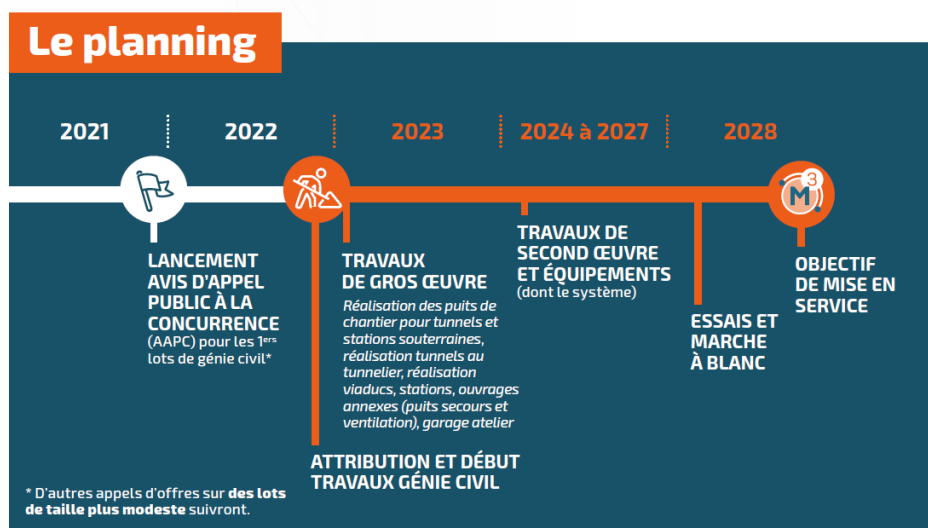 Le planning
2021
2022
2023
2024 à 2027
2028
M3
LANCEMENT
AVIS D'APPEL
PUBLIC À LA
CONCURRENCE
(AAPC) pour les 1ers
lots de génie civil*
TRAVAUX
DE GROS ŒUVRE
Réalisation des puits de
chantier pour tunnels et
stations souterraines,
réalisation tunnels au
tunnelier, réalisation
viaducs, stations, ouvrages
annexes (puits secours et
ventilation), garage atelier
ATTRIBUTION ET DÉBUT
TRAVAUX GÉNIE CIVIL
TRAVAUX DE
SECOND ŒUVRE
ET ÉQUIPEMENTS
(dont le système)
ESSAIS ET
MARCHE
À BLANC
OBJECTIF
DE MISE EN
SERVICE
* D'autres appels d'offres sur des lots
de taille plus modeste suivront.